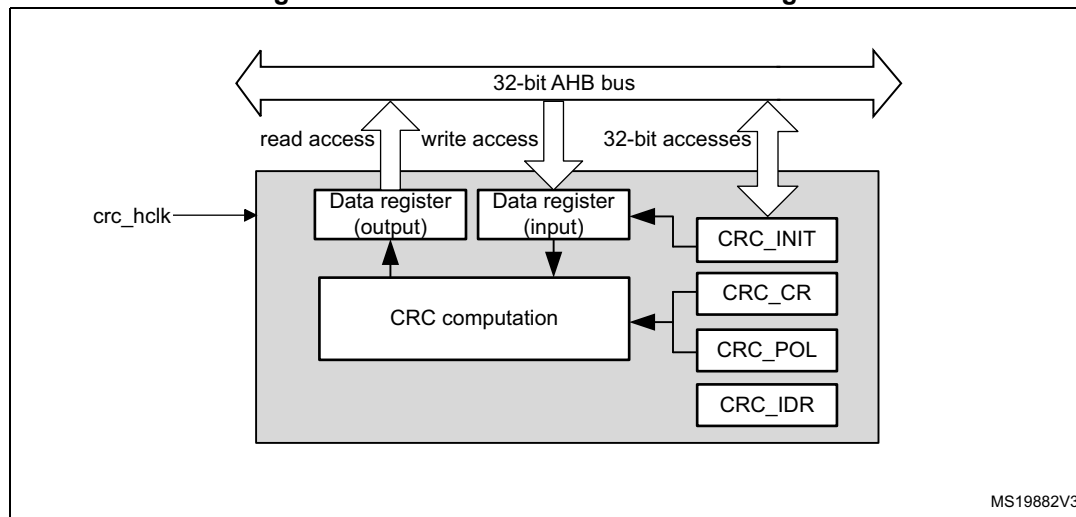 32-bit AHB bus
read access
write access
32-bit accesses
crc_hclk
Data register
(output)
Data register
(input)
CRC_INIT
CRC_CR
CRC computation
CRC_POL
CRC_IDR
MS19882V3